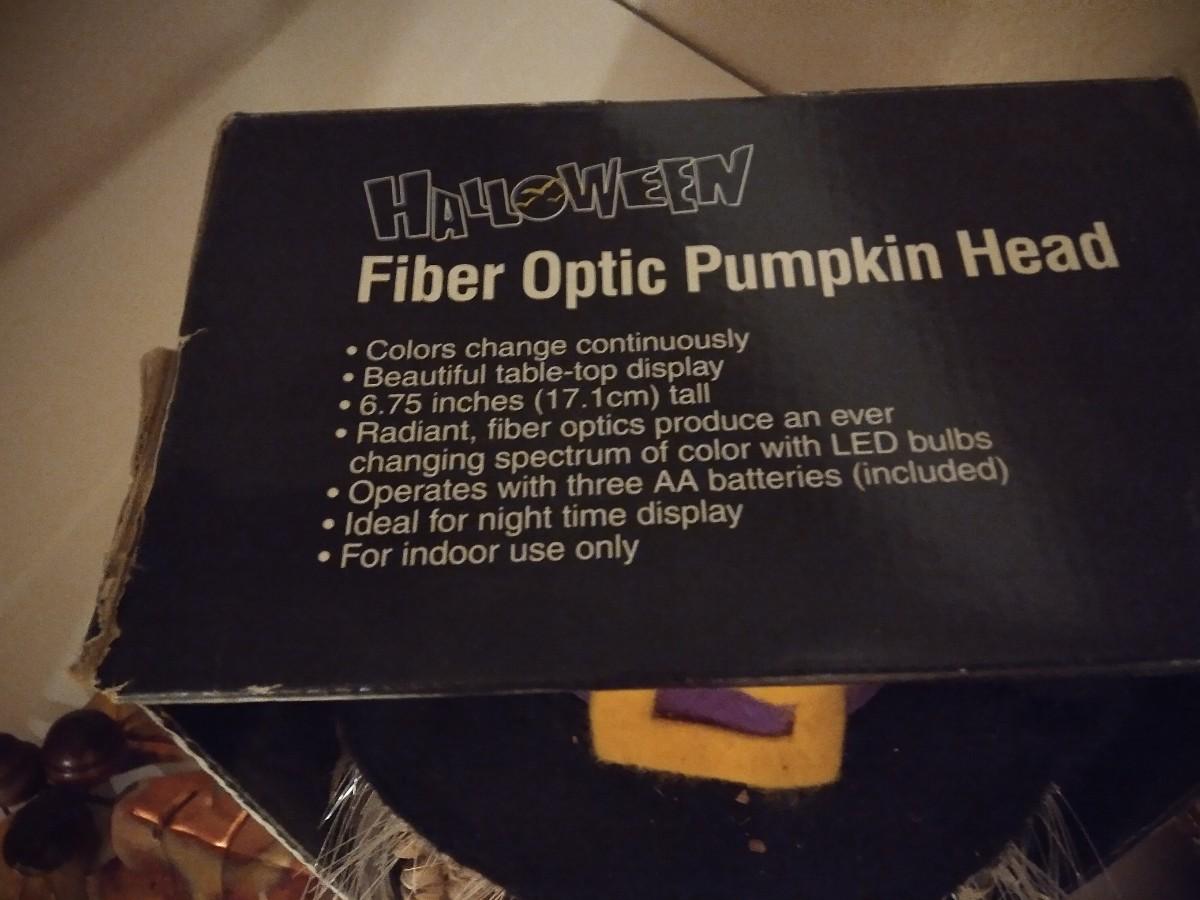 HALLOWEEN
Fiber Optic Pumpkin Head
• Colors change continuously
• Beautiful table-top display
• 6.75 inches (17.1cm) tall
• Radiant, fiber optics produce an ever
changing spectrum of color with LED bulbs
• Operates with three AA batteries (included)
• Ideal for night time display
• For indoor use only